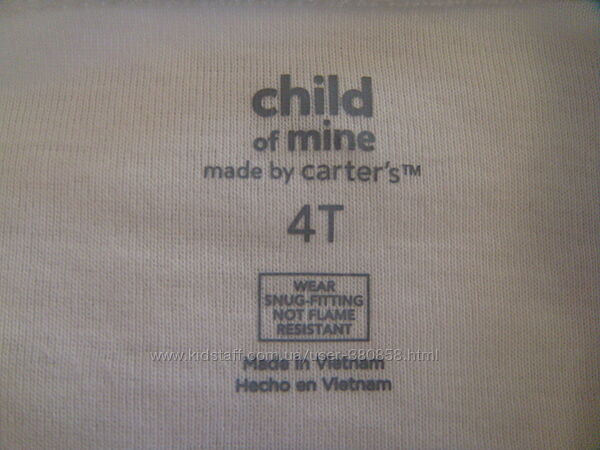 child
of mine
made by carter's™
4T
WEAR
SNUG-FITTING
NOT FLAME
RESISTANT
www.kidstaff.com.ua/user-380858.html
Made in Vietnam
Hecho en Vietnam